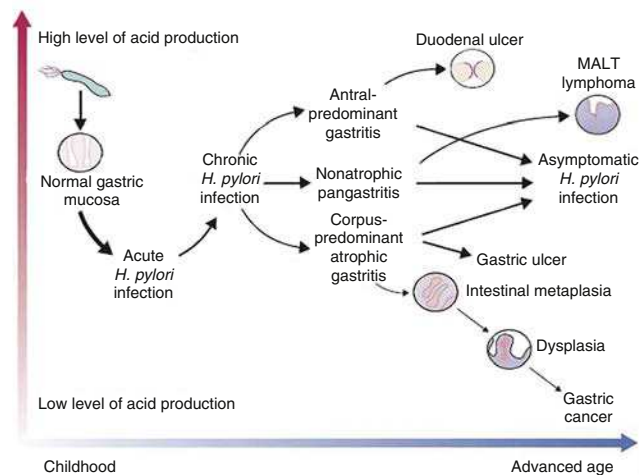 High level of acid production
Duodenal ulcer
MALT
lymphoma
Antral-
predominant
gastritis
Chronic
H. pylori
infection
Normal gastric
mucosa
Nonatrophic
pangastritis
Asymptomatic
H. pylori
infection
Corpus-
predominant
atrophic
gastritis
Acute
H. pylori
infection
Gastric ulcer
Intestinal metaplasia
Dysplasia
Gastric
cancer
Low level of acid production
Childhood
Advanced age